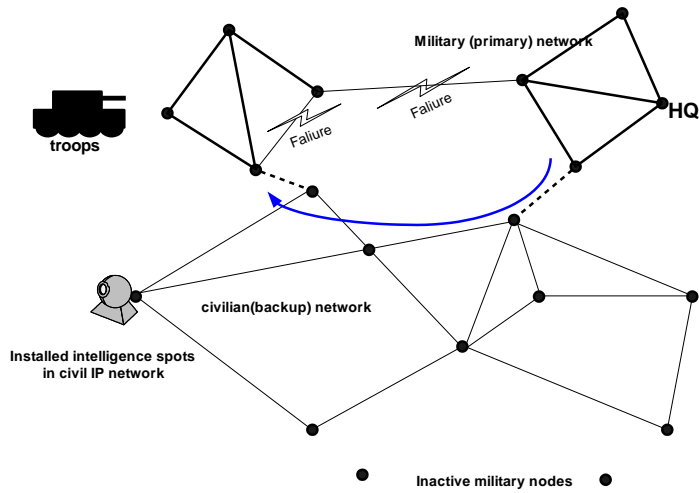 Military (primary) network
HQ
Faliure
Faliure
troops
civilian(backup) network
Installed intelligence spots
in civil IP network
Inactive military nodes